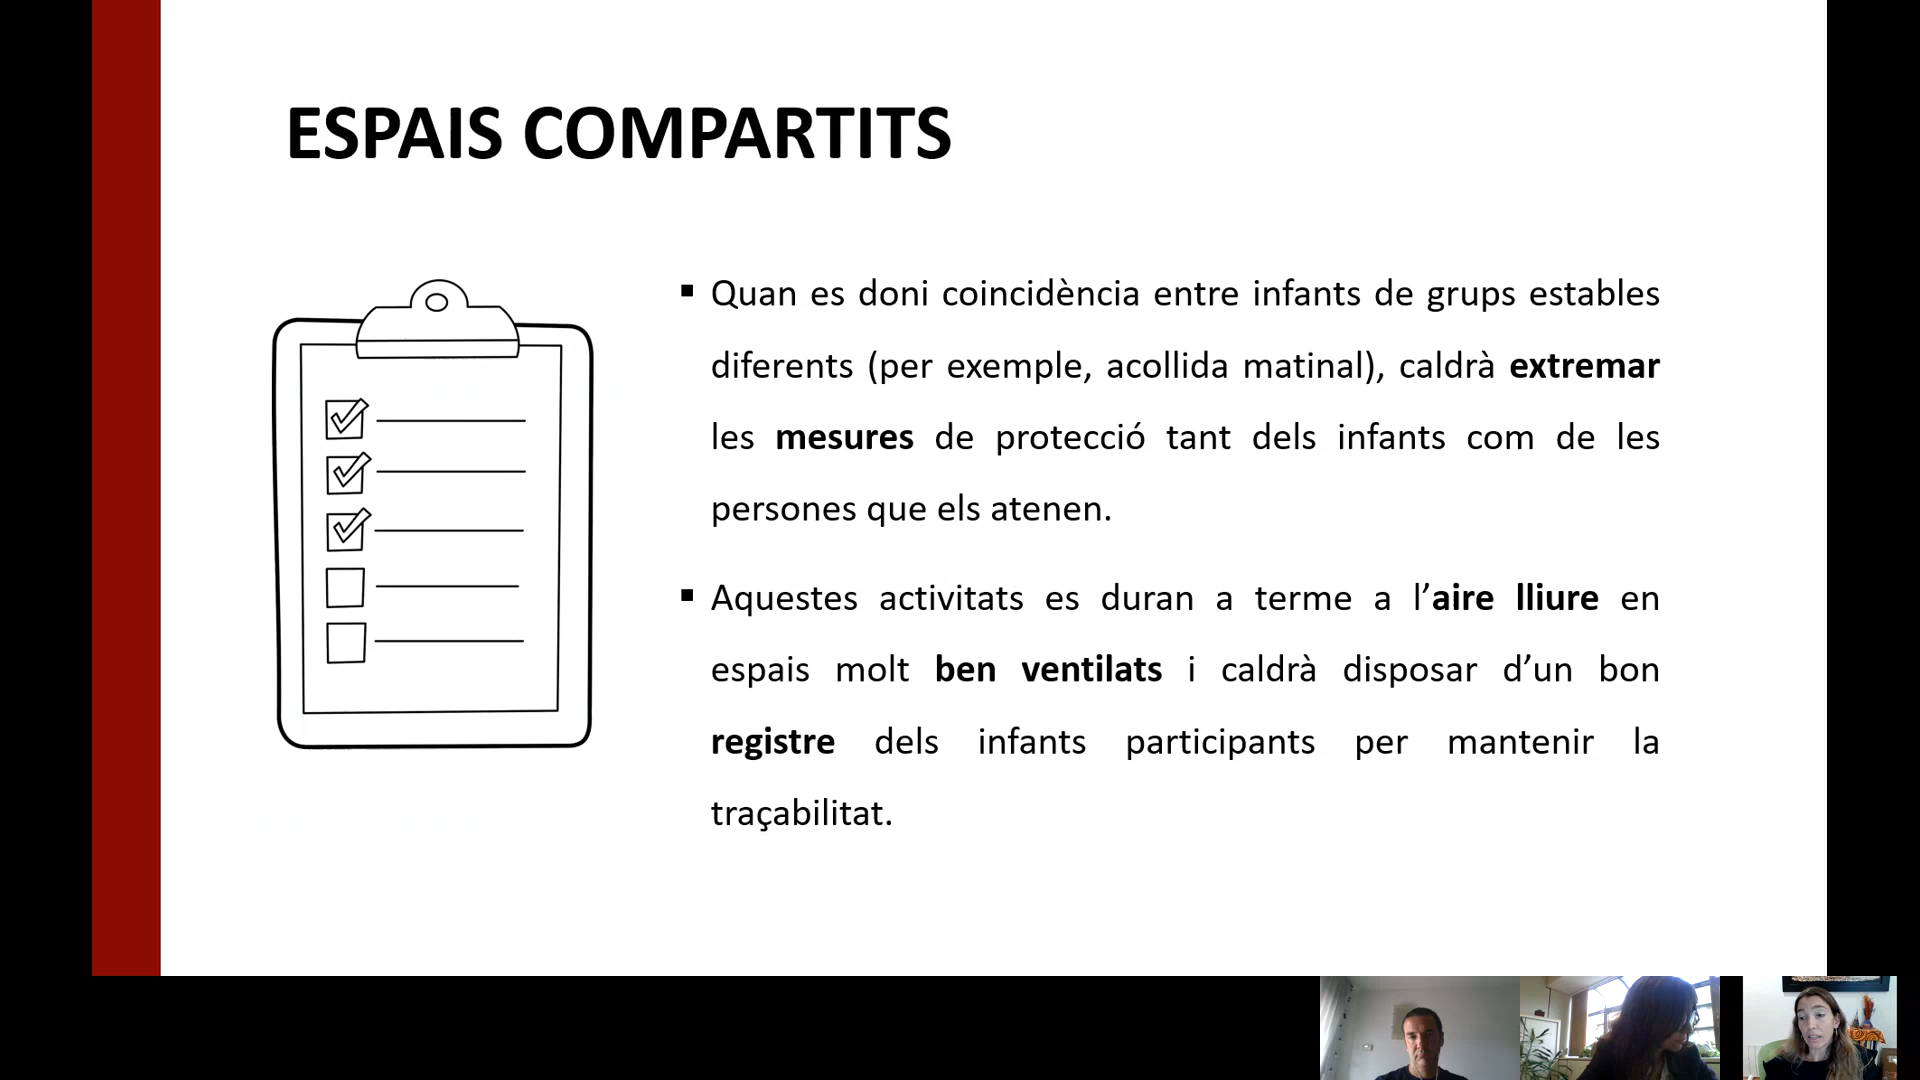 ESPAIS COMPARTITS
▪ Quan es doni coincidència entre infants de grups estables
diferents (per exemple, acollida matinal), caldrà extremar
les mesures de protecció tant dels infants com de les
persones que els atenen.
▪ Aquestes activitats es duran a terme a l’aire lliure en
espais molt ben ventilats i caldrà disposar d’un bon
registre dels infants participants per mantenir la
traçabilitat.